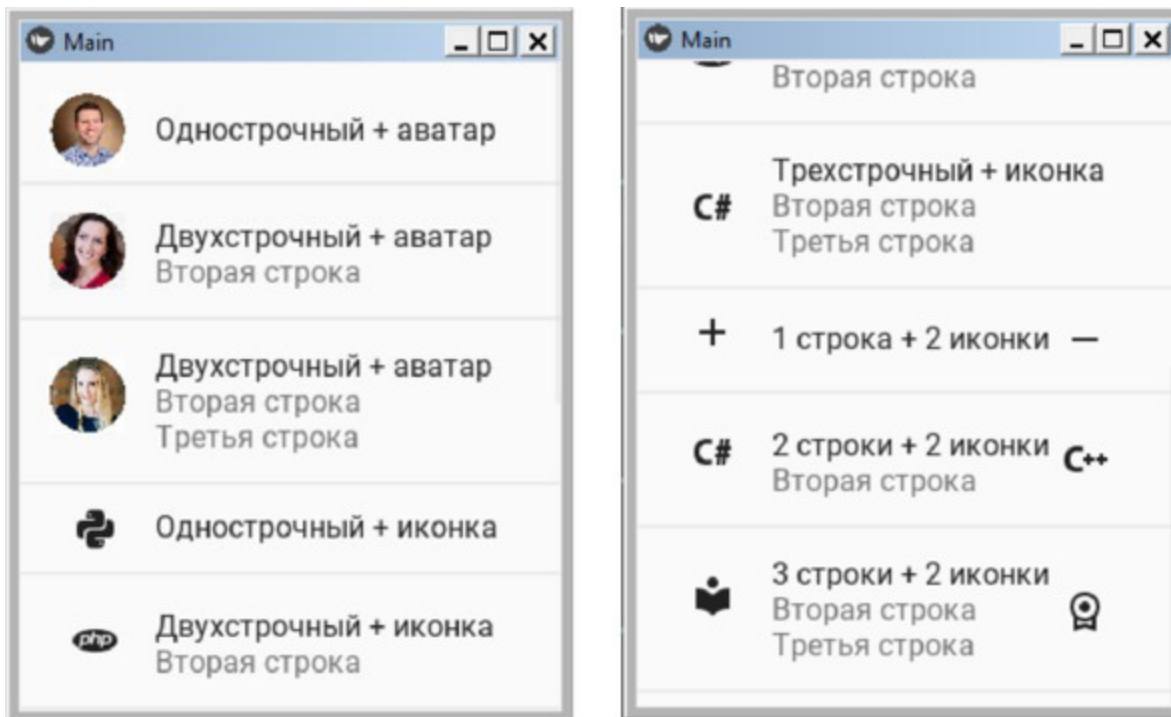 Main
Однострочный + аватар
Двухстрочный + аватар
Вторая строка
Двухстрочный + аватар
Вторая строка
Третья строка
Однострочный + иконка
php
Двухстрочный + иконка
Вторая строка
Main
Вторая строка
Трехстрочный + иконка
C#
Вторая строка
Третья строка
1 строка + 2 иконки
C#
2 строки + 2 иконки
C++
Вторая строка
3 строки + 2 иконки
Вторая строка
Третья строка